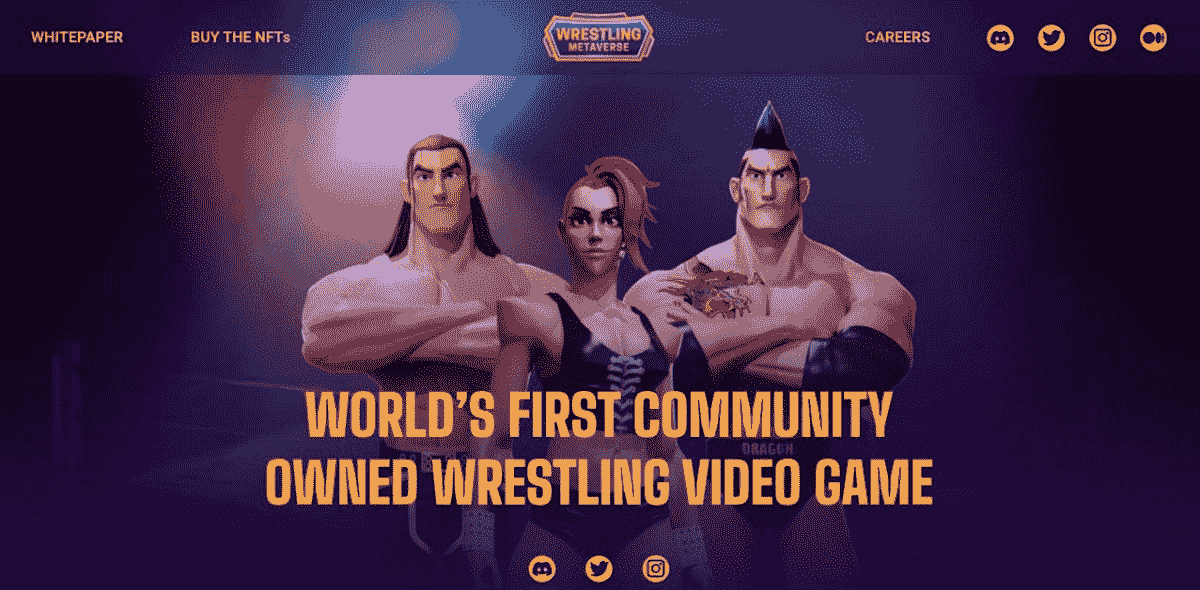 WHITEPAPER
BUY THE NFTs
WRESTLING
METAVERSE
CAREERS
WORLD'S FIRST COMMUNITY
DRAGON
OWNED WRESTLING VIDEO GAME